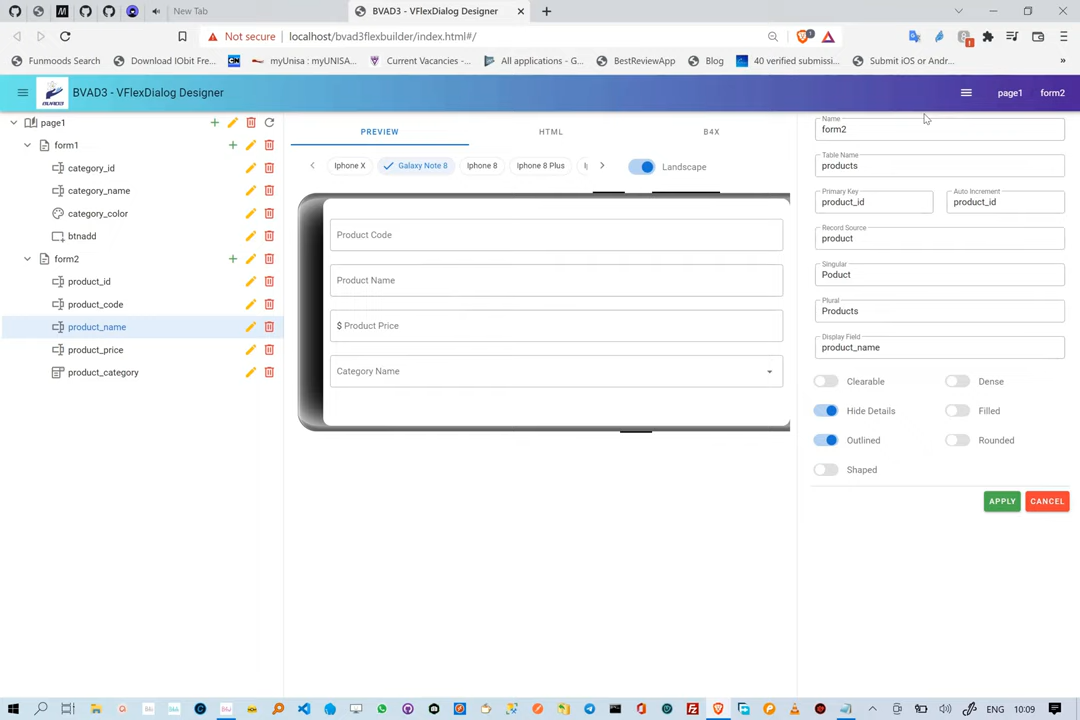 New Tab
BVAD3 - VFlexDialog Designer
Not secure
localhost/bvad3flexbuilder/index.html#/
Funmoods Search
Download IObit Fre...
myUnisa : myUNISA...
Current Vacancies -...
All applications - G...
BestReviewApp
Blog
40 verified submissi...
Submit iOS or Andr...
»
BVAD3
BVAD3 - VFlexDialog Designer
page1
form2
page1
form1
category_id
category_name
category_color
btnadd
form2
product_id
product_code
product_name
product_price
product_category
PREVIEW
HTML
B4X
Iphone X
Galaxy Note 8
Iphone 8
Iphone 8 Plus
Landscape
Product Code
Product Name
$ Product Price
Category Name
Name
form2
Table Name
products
Primary Key
product_id
Auto Increment
product_id
Record Source
product
Singular
Poduct
Plural
Products
Display Field
product_name
Clearable
Dense
Hide Details
Filled
Outlined
Rounded
Shaped
APPLY
CANCEL
ENG
10:09